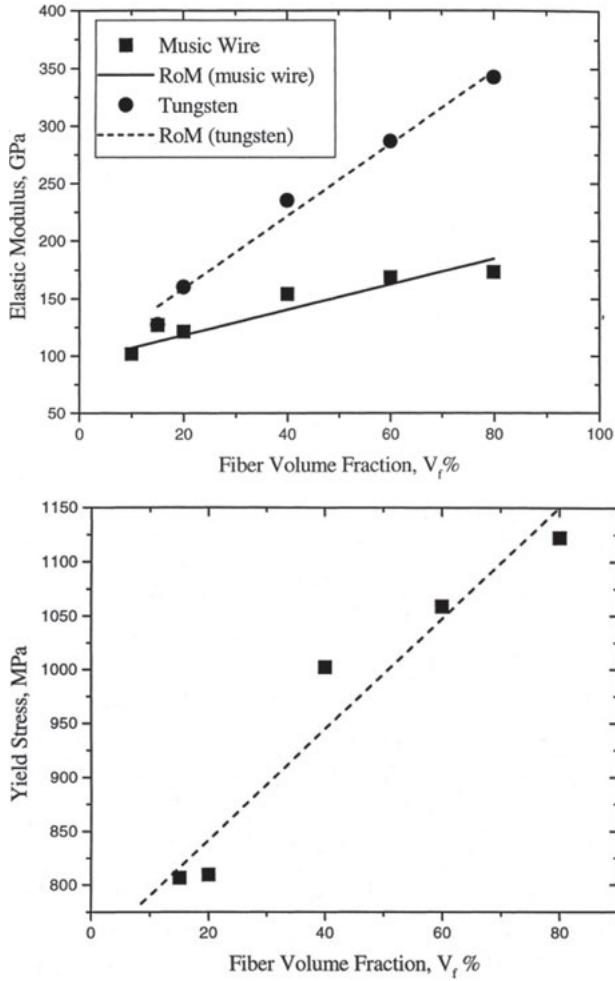 400
350
300
250
200
150
100
50
Elastic Modulus, GPa
Music Wire
RoM (music wire)
Tungsten
RoM (tungsten)
0 20 40 60 80 100
Fiber Volume Fraction, V_f%
1150
1100
1050
1000
950
900
850
800
Yield Stress, MPa
0 20 40 60 80
Fiber Volume Fraction, V_f %